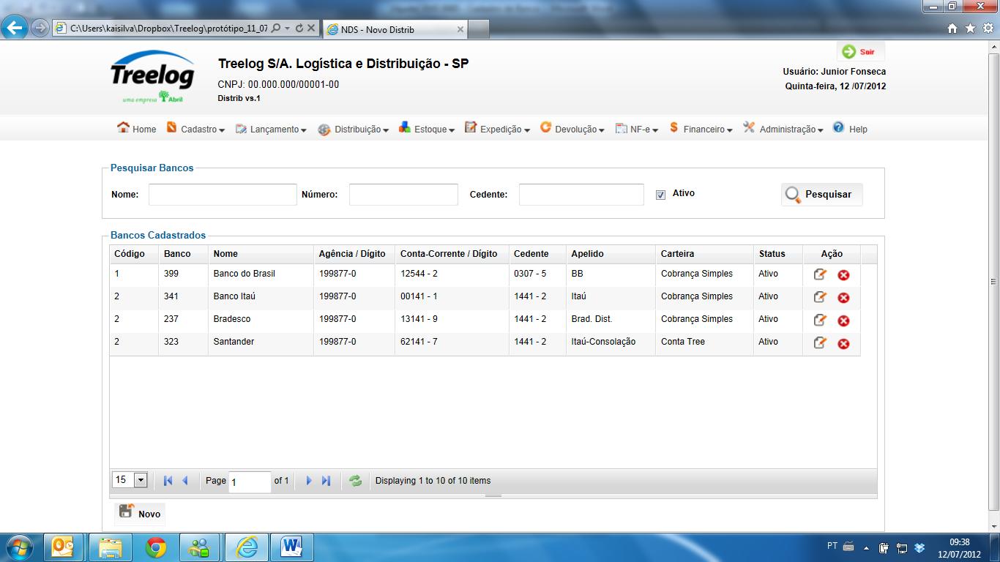 C:\Users\kaisilva\Dropbox\Treelog\protótipo_11_07
NDS - Novo Distrib
Treelog
uma empresa Abril
Treelog S/A. Logística e Distribuição - SP
CNPJ: 00.000.000/00001-00
Distrib vs.1
Sair
Usuário: Junior Fonseca
Quinta-feira, 12 /07/2012
Home Cadastro Lançamento Distribuição Estoque Expedição Devolução NF-e Financeiro Administração Help
Pesquisar Bancos
Nome: Número: Cedente: Ativo Pesquisar
Bancos Cadastrados
Código Banco Nome Agência / Dígito Conta-Corrente / Dígito Cedente Apelido Carteira Status Ação
1 399 Banco do Brasil 199877-0 12544 - 2 0307 - 5 BB Cobrança Simples Ativo
2 341 Banco Itaú 199877-0 00141 - 1 1441 - 2 Itaú Cobrança Simples Ativo
2 237 Bradesco 199877-0 13141 - 9 1441 - 2 Brad. Dist. Cobrança Simples Ativo
2 323 Santander 199877-0 62141 - 7 1441 - 2 Itaú-Consolação Conta Tree Ativo
15 Page 1 of 1 Displaying 1 to 10 of 10 items
Novo
PT
09:38
12/07/2012